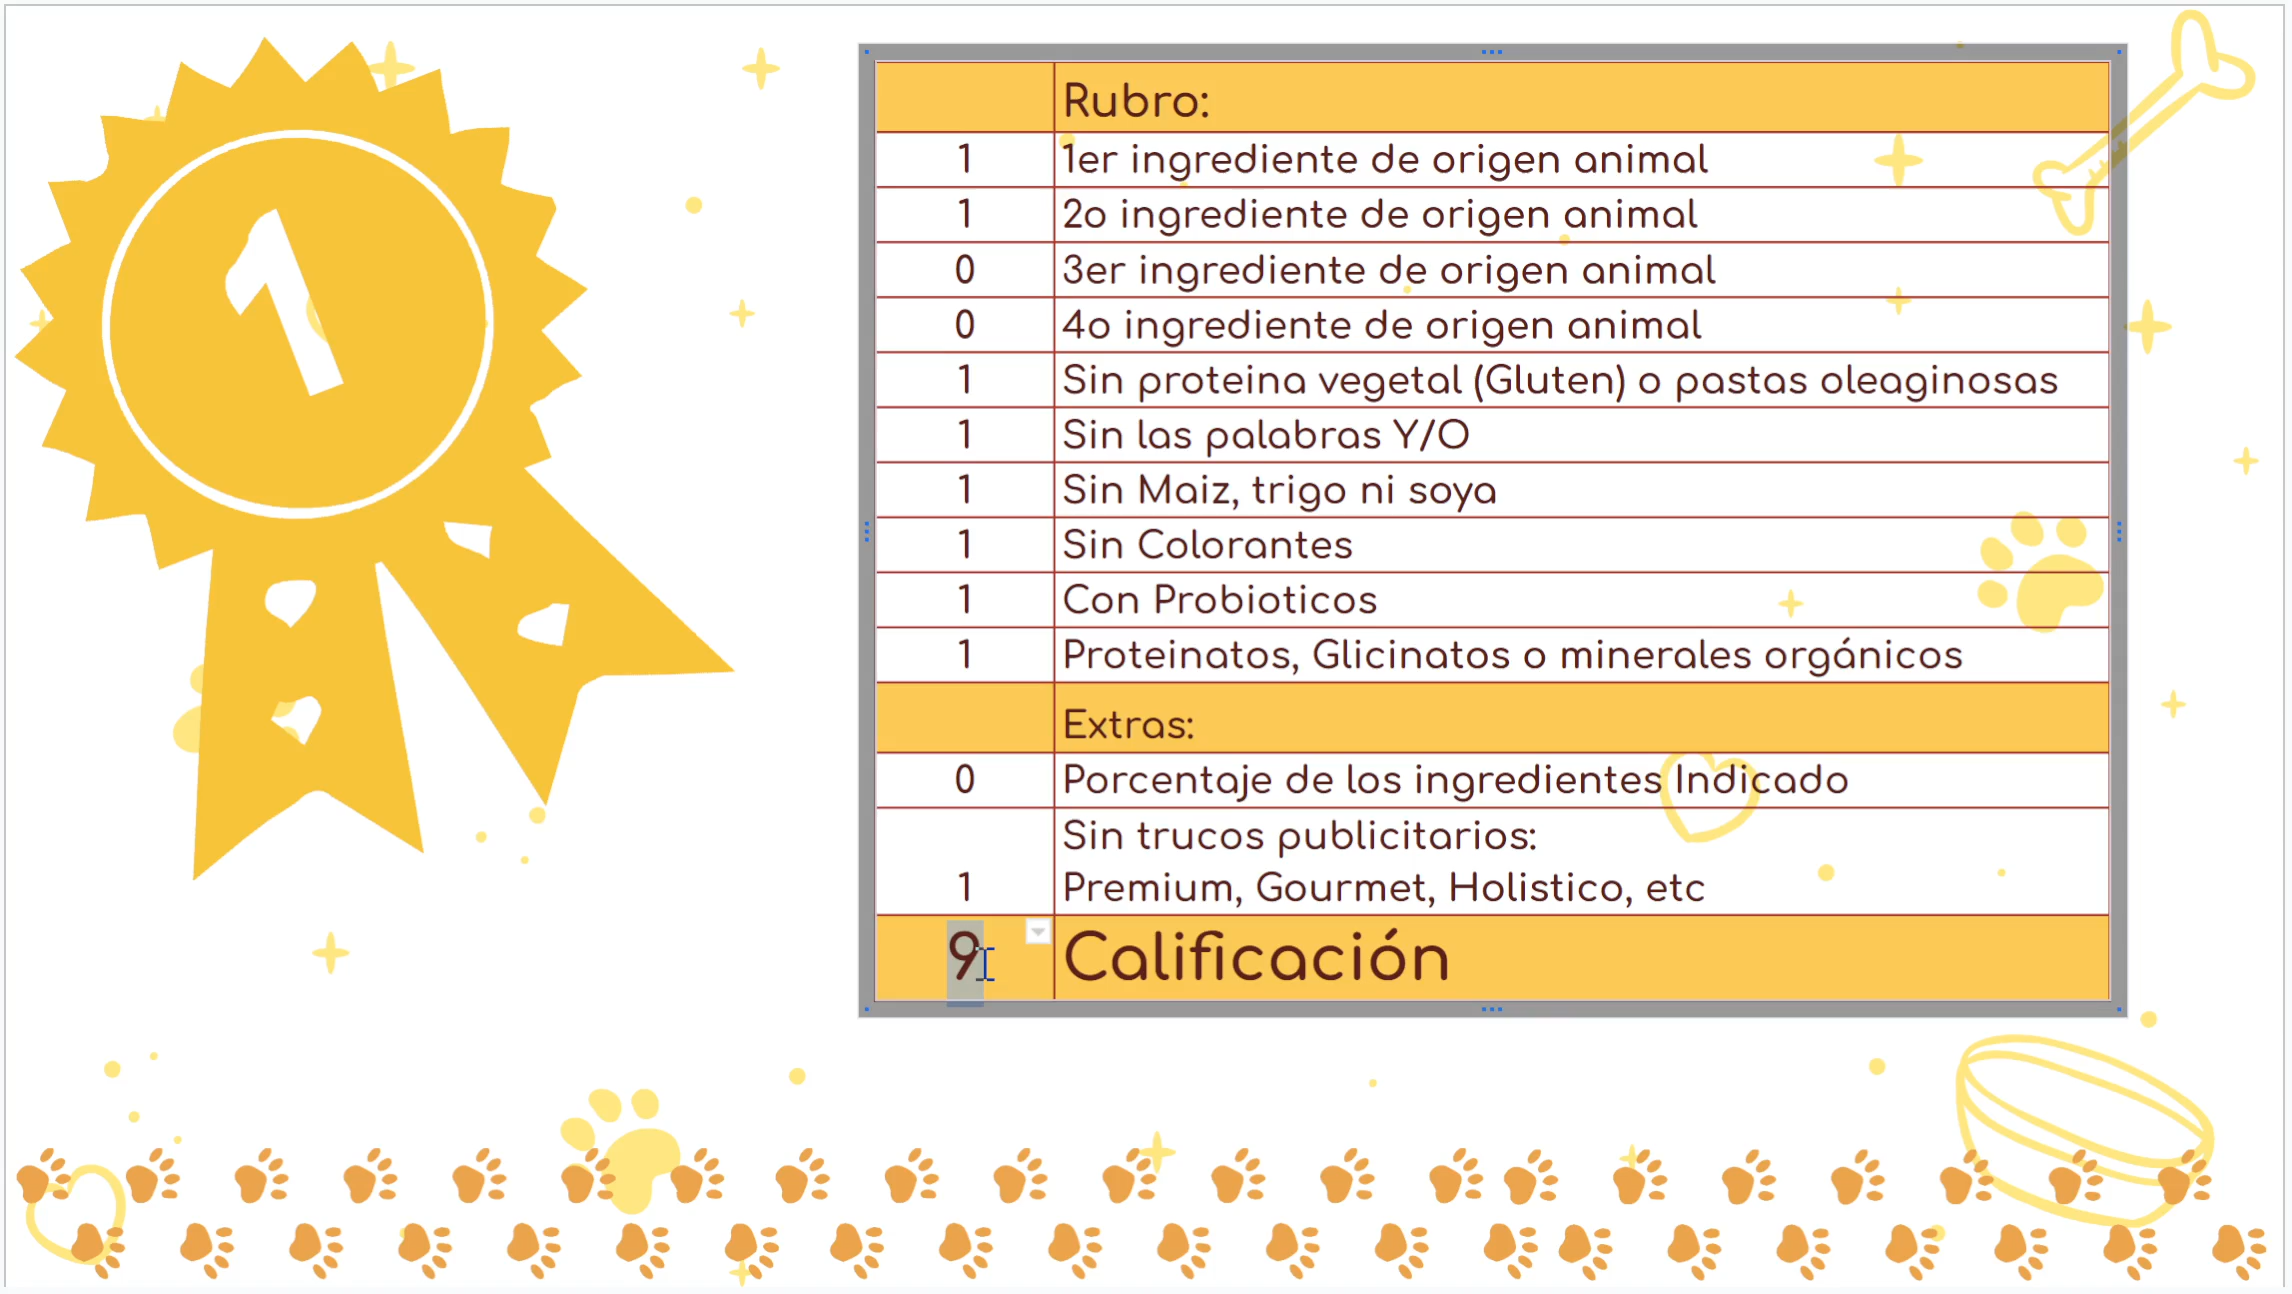 1
Rubro:
1 1er ingrediente de origen animal
1 2o ingrediente de origen animal
0 3er ingrediente de origen animal
0 4o ingrediente de origen animal
1 Sin proteina vegetal (Gluten) o pastas oleaginosas
1 Sin las palabras Y/O
1 Sin Maiz, trigo ni soya
1 Sin Colorantes
1 Con Probioticos
1 Proteinatos, Glicinatos o minerales orgánicos
Extras:
0 Porcentaje de los ingredientes Indicado
Sin trucos publicitarios:
1 Premium, Gourmet, Holistico, etc
9 Calificación